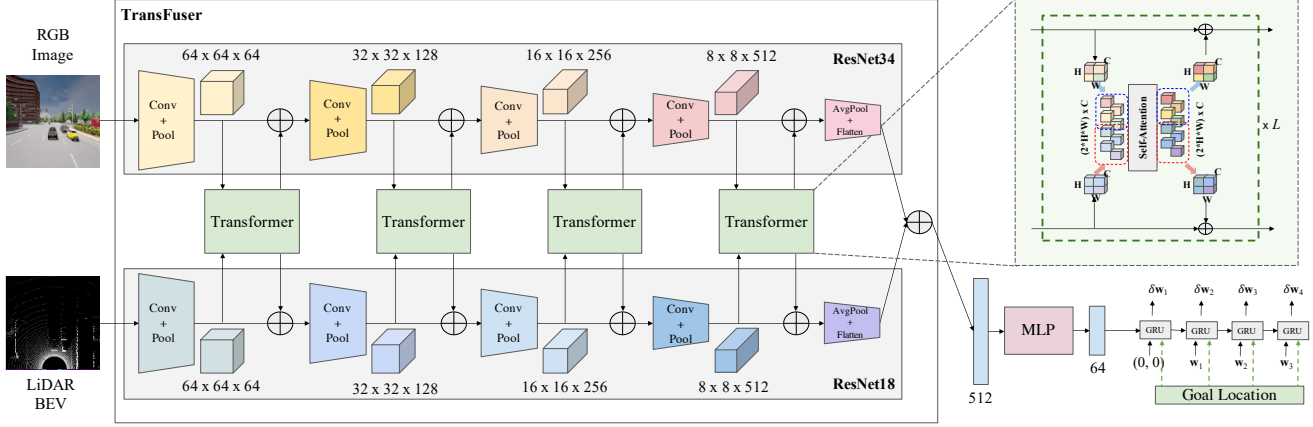 TransFuser
RGB
Image
64 x 64 x 64
32 x 32 x 128
16 x 16 x 256
8 x 8 x 512
ResNet34
Conv
+
Pool
Conv
+
Pool
Conv
+
Pool
Conv
+
Pool
AvgPool
+
Flatten
Transformer
Transformer
Transformer
Transformer
Conv
+
Pool
Conv
+
Pool
Conv
+
Pool
Conv
+
Pool
AvgPool
+
Flatten
64 x 64 x 64
32 x 32 x 128
16 x 16 x 256
8 x 8 x 512
ResNet18
LiDAR
BEV
H
C
W
H
C
W
(2*H*W) x C
Self-Attention
(2*H*W) x C
x L
H
C
W
H
C
W
512
MLP
64
δw₁
δw₂
δw₃
δw₄
GRU
GRU
GRU
GRU
(0, 0)
w₁
w₂
w₃
Goal Location